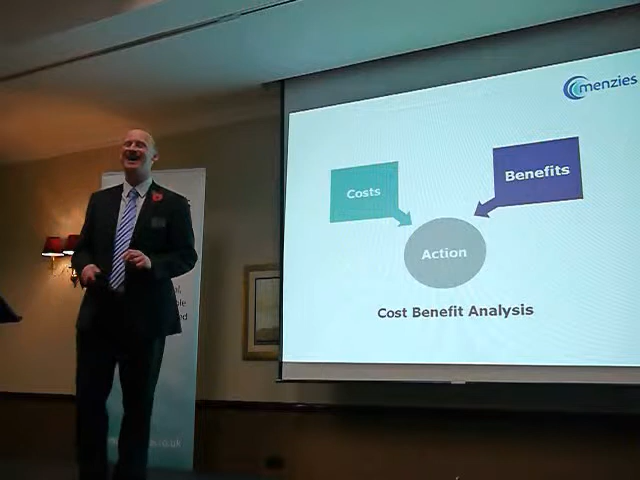 menzies
Costs
Benefits
Action
Cost Benefit Analysis